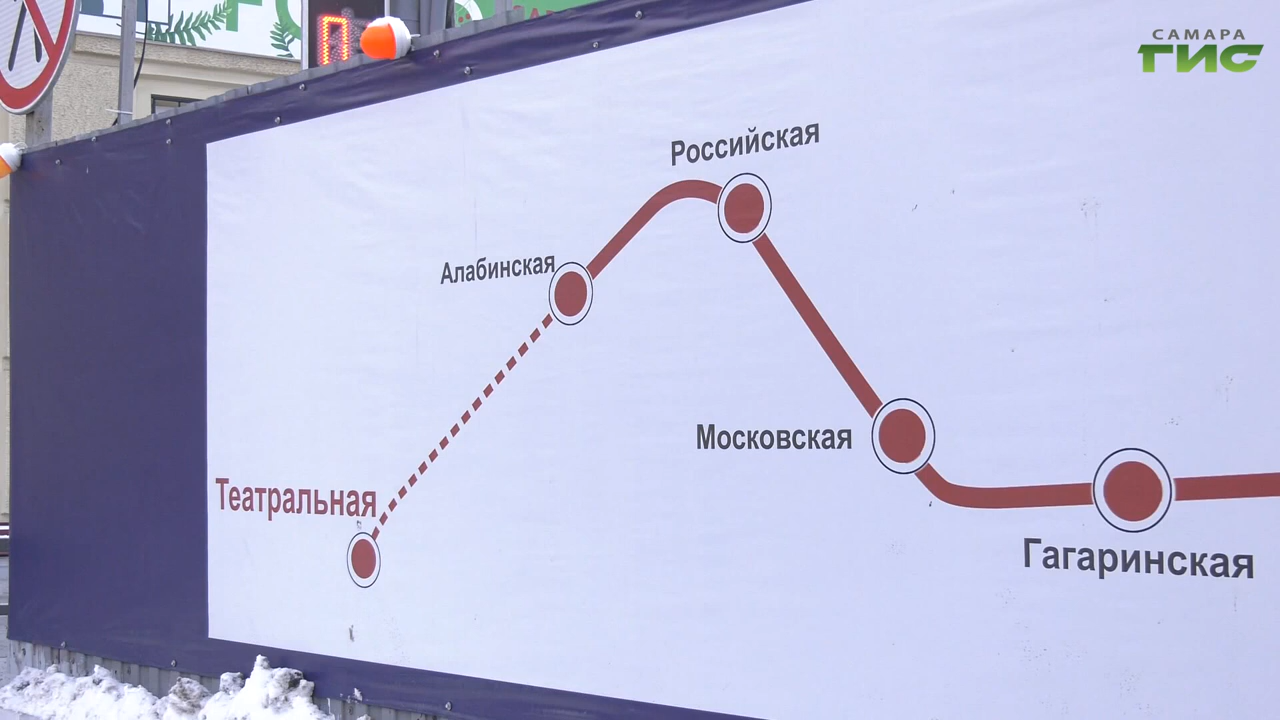 САМАРА
ГИС
Российская
Алабинская
Московская
Театральная
Гагаринская